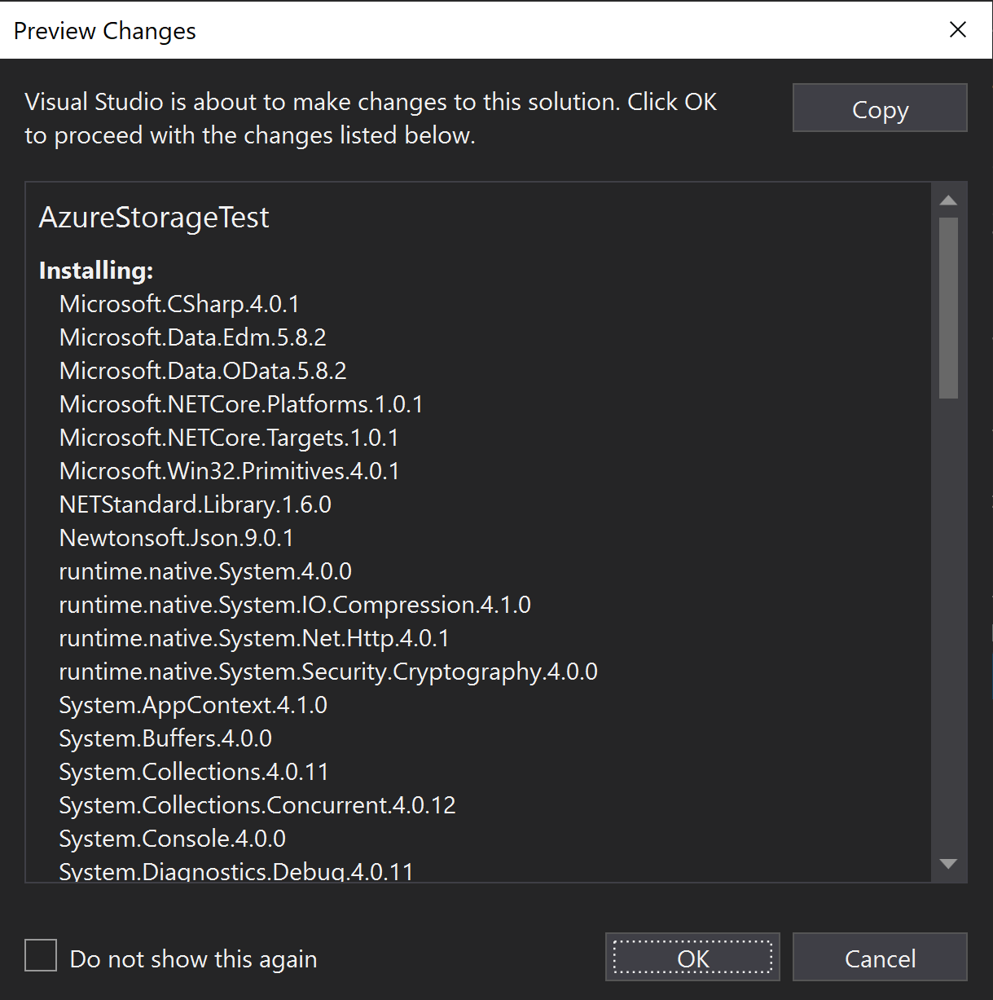 Preview Changes
Visual Studio is about to make changes to this solution. Click OK
to proceed with the changes listed below.
Copy
AzureStorageTest
Installing:
Microsoft.CSharp.4.0.1
Microsoft.Data.Edm.5.8.2
Microsoft.Data.OData.5.8.2
Microsoft.NETCore.Platforms.1.0.1
Microsoft.NETCore.Targets.1.0.1
Microsoft.Win32.Primitives.4.0.1
NETStandard.Library.1.6.0
Newtonsoft.Json.9.0.1
runtime.native.System.4.0.0
runtime.native.System.IO.Compression.4.1.0
runtime.native.System.Net.Http.4.0.1
runtime.native.System.Security.Cryptography.4.0.0
System.AppContext.4.1.0
System.Buffers.4.0.0
System.Collections.4.0.11
System.Collections.Concurrent.4.0.12
System.Console.4.0.0
System.Diagnostics.Debug.4.0.11
Do not show this again
OK
Cancel